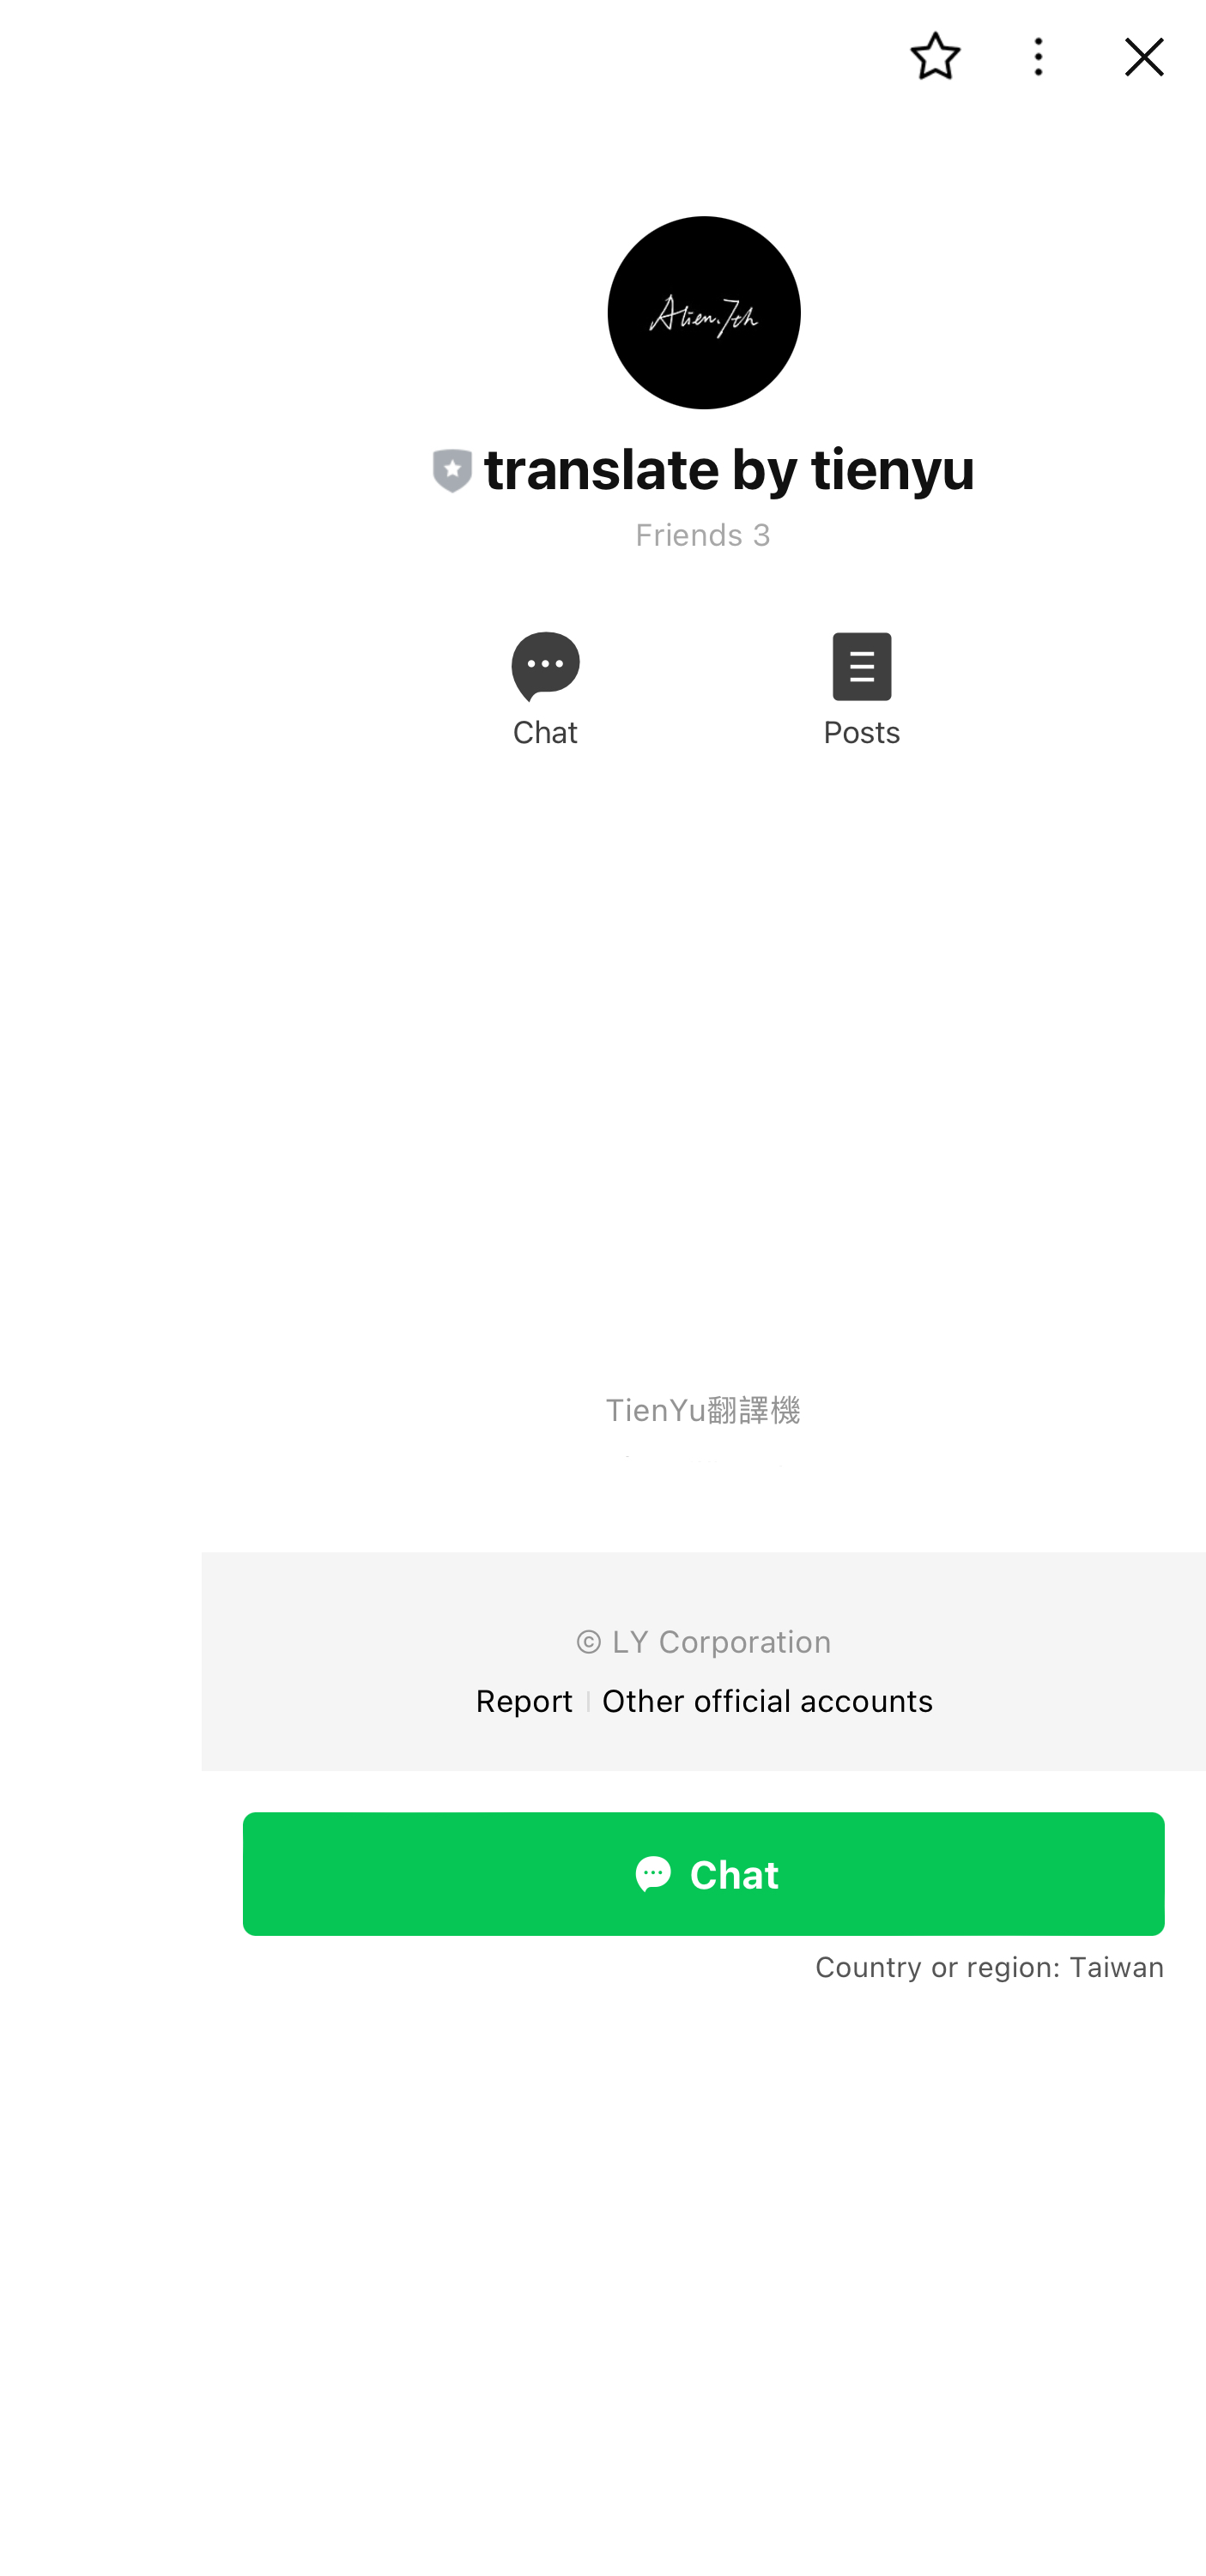 Alien.7th
translate by tienyu
Friends 3
Chat
Posts
TienYu翻譯機
© LY Corporation
Report
Other official accounts
Chat
Country or region: Taiwan